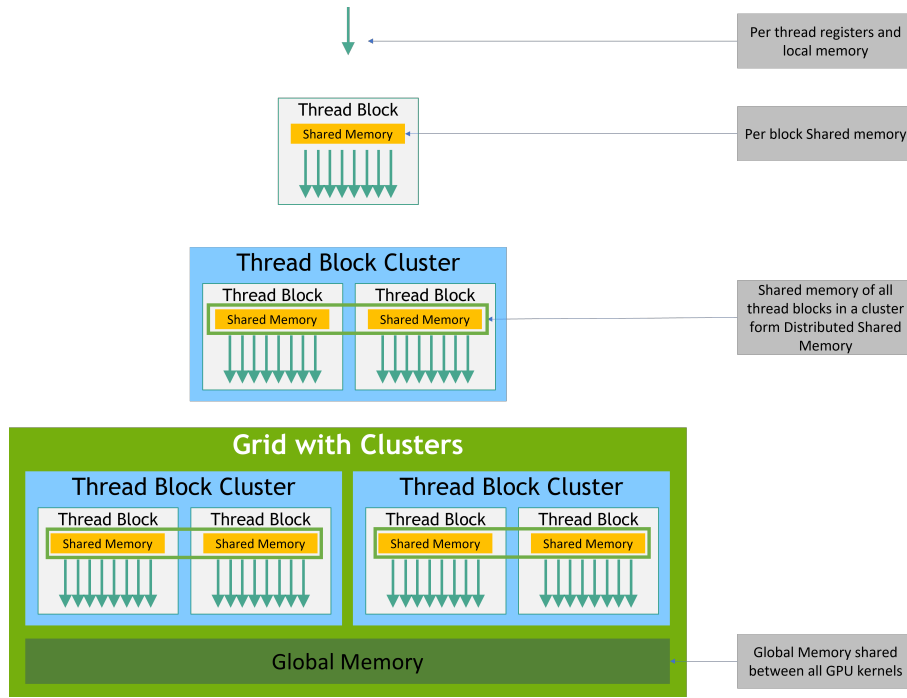 Per thread registers and
local memory
Thread Block
Shared Memory
Per block Shared memory
Thread Block Cluster
Thread Block
Thread Block
Shared Memory
Shared Memory
Shared memory of all
thread blocks in a cluster
form Distributed Shared
Memory
Grid with Clusters
Thread Block Cluster
Thread Block Cluster
Thread Block
Thread Block
Thread Block
Thread Block
Shared Memory
Shared Memory
Shared Memory
Shared Memory
Global Memory
Global Memory shared
between all GPU kernels